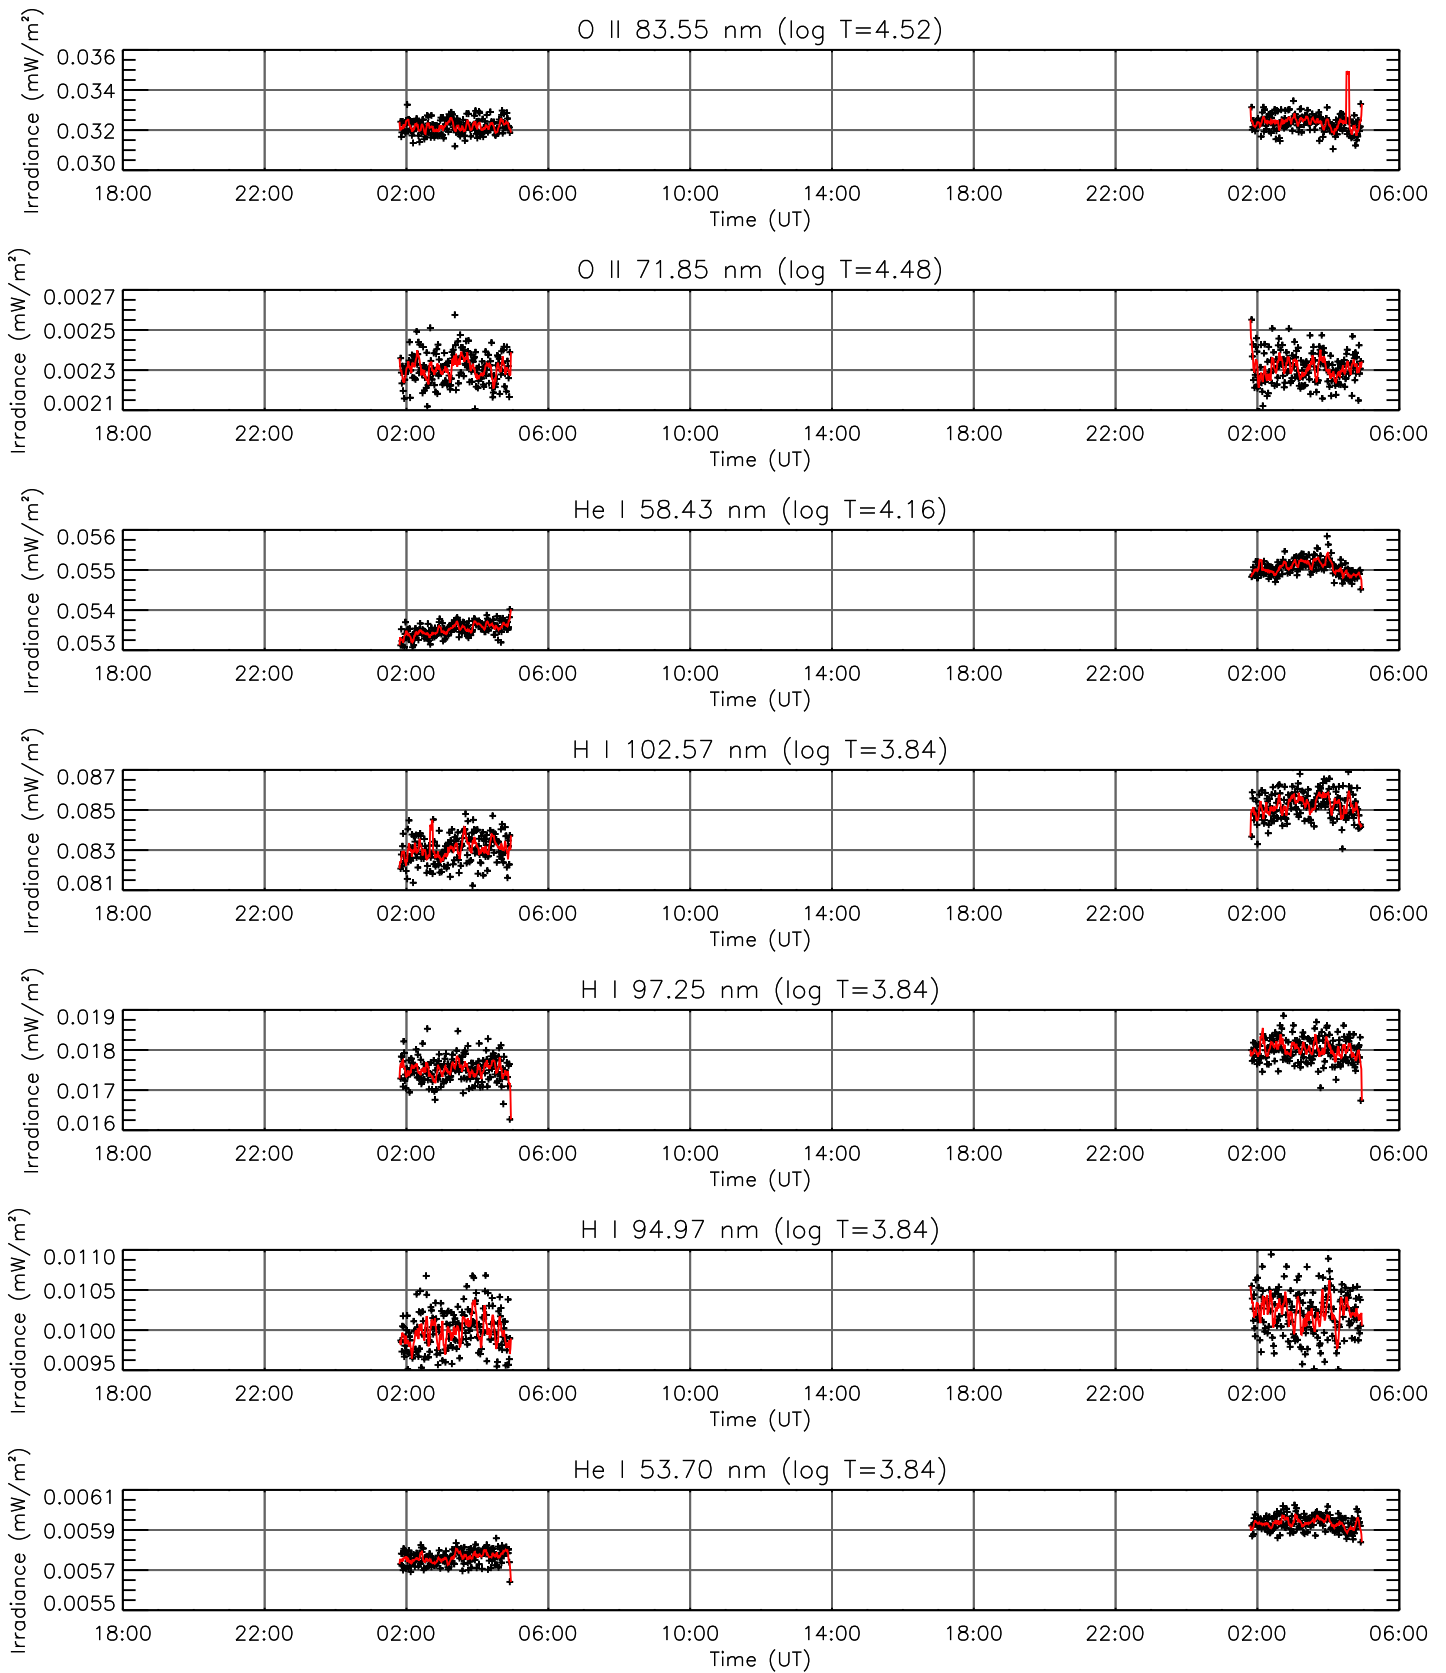 O II 83.55 nm (log T=4.52)
Irradiance (mW/m²)
0.036
0.034
0.032
0.030
18:00 22:00 02:00 06:00 10:00 14:00 18:00 22:00 02:00 06:00
Time (UT)
O II 71.85 nm (log T=4.48)
Irradiance (mW/m²)
0.0027
0.0025
0.0023
0.0021
18:00 22:00 02:00 06:00 10:00 14:00 18:00 22:00 02:00 06:00
Time (UT)
He I 58.43 nm (log T=4.16)
Irradiance (mW/m²)
0.056
0.055
0.054
0.053
18:00 22:00 02:00 06:00 10:00 14:00 18:00 22:00 02:00 06:00
Time (UT)
H I 102.57 nm (log T=3.84)
Irradiance (mW/m²)
0.087
0.085
0.083
0.081
18:00 22:00 02:00 06:00 10:00 14:00 18:00 22:00 02:00 06:00
Time (UT)
H I 97.25 nm (log T=3.84)
Irradiance (mW/m²)
0.019
0.018
0.017
0.016
18:00 22:00 02:00 06:00 10:00 14:00 18:00 22:00 02:00 06:00
Time (UT)
H I 94.97 nm (log T=3.84)
Irradiance (mW/m²)
0.0110
0.0105
0.0100
0.0095
18:00 22:00 02:00 06:00 10:00 14:00 18:00 22:00 02:00 06:00
Time (UT)
He I 53.70 nm (log T=3.84)
Irradiance (mW/m²)
0.0061
0.0059
0.0057
0.0055
18:00 22:00 02:00 06:00 10:00 14:00 18:00 22:00 02:00 06:00
Time (UT)